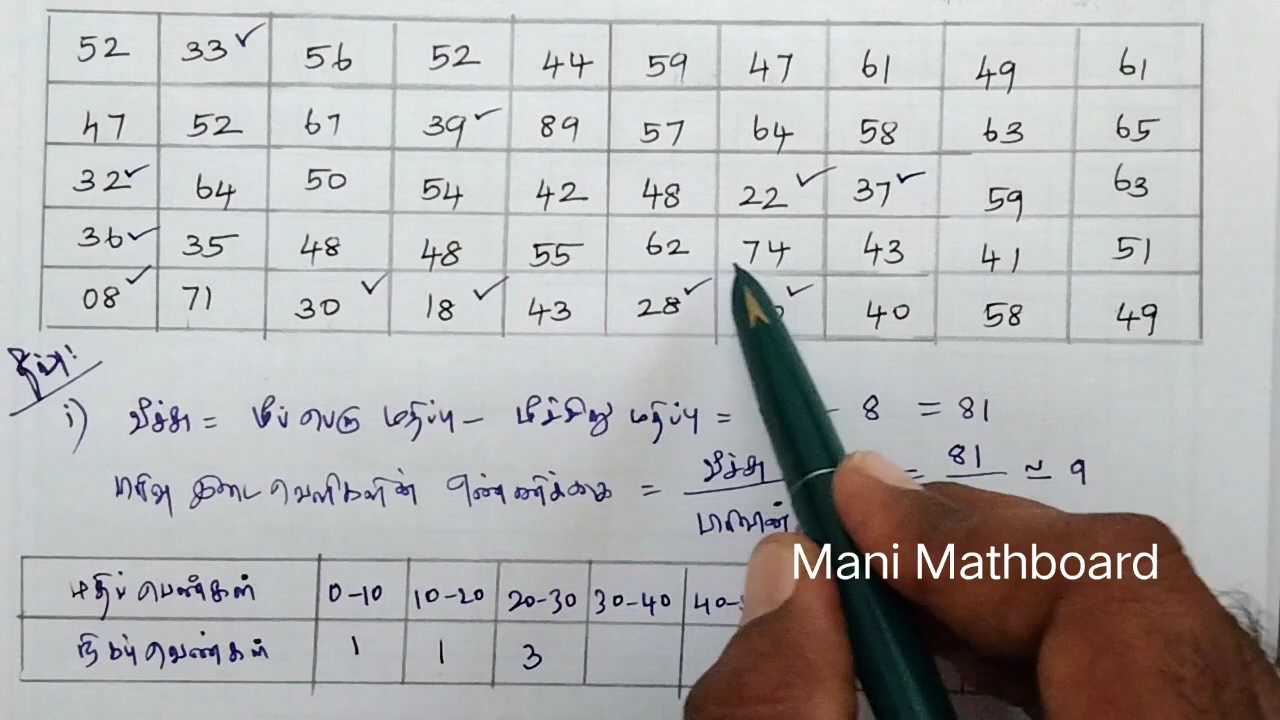 52 33 ✓ 56 52 44 59 47 61 49 61
47 52 67 39 ✓ 89 57 64 58 63 65
32 ✓ 64 50 54 42 48 22 ✓ 37 ✓ 59 63
36 ✓ 35 48 48 55 62 74 43 41 51
08 ✓ 71 30 ✓ 18 ✓ 43 28 ✓ ✓ 40 58 49
தீர்வு:
i) வீச்சு = மீப்பெரு மதிப்பு – மீச்சிறு மதிப்பு = – 8 = 81
பிரிவு இடைவெளிகளின் எண்ணிக்கை = வீச்சு = 81 ≃ 9
மதிப்பெண்கள் 0-10 10-20 20-30 30-40 40-
நிகழ்வெண்கள் 1 1 3
Mani Mathboard